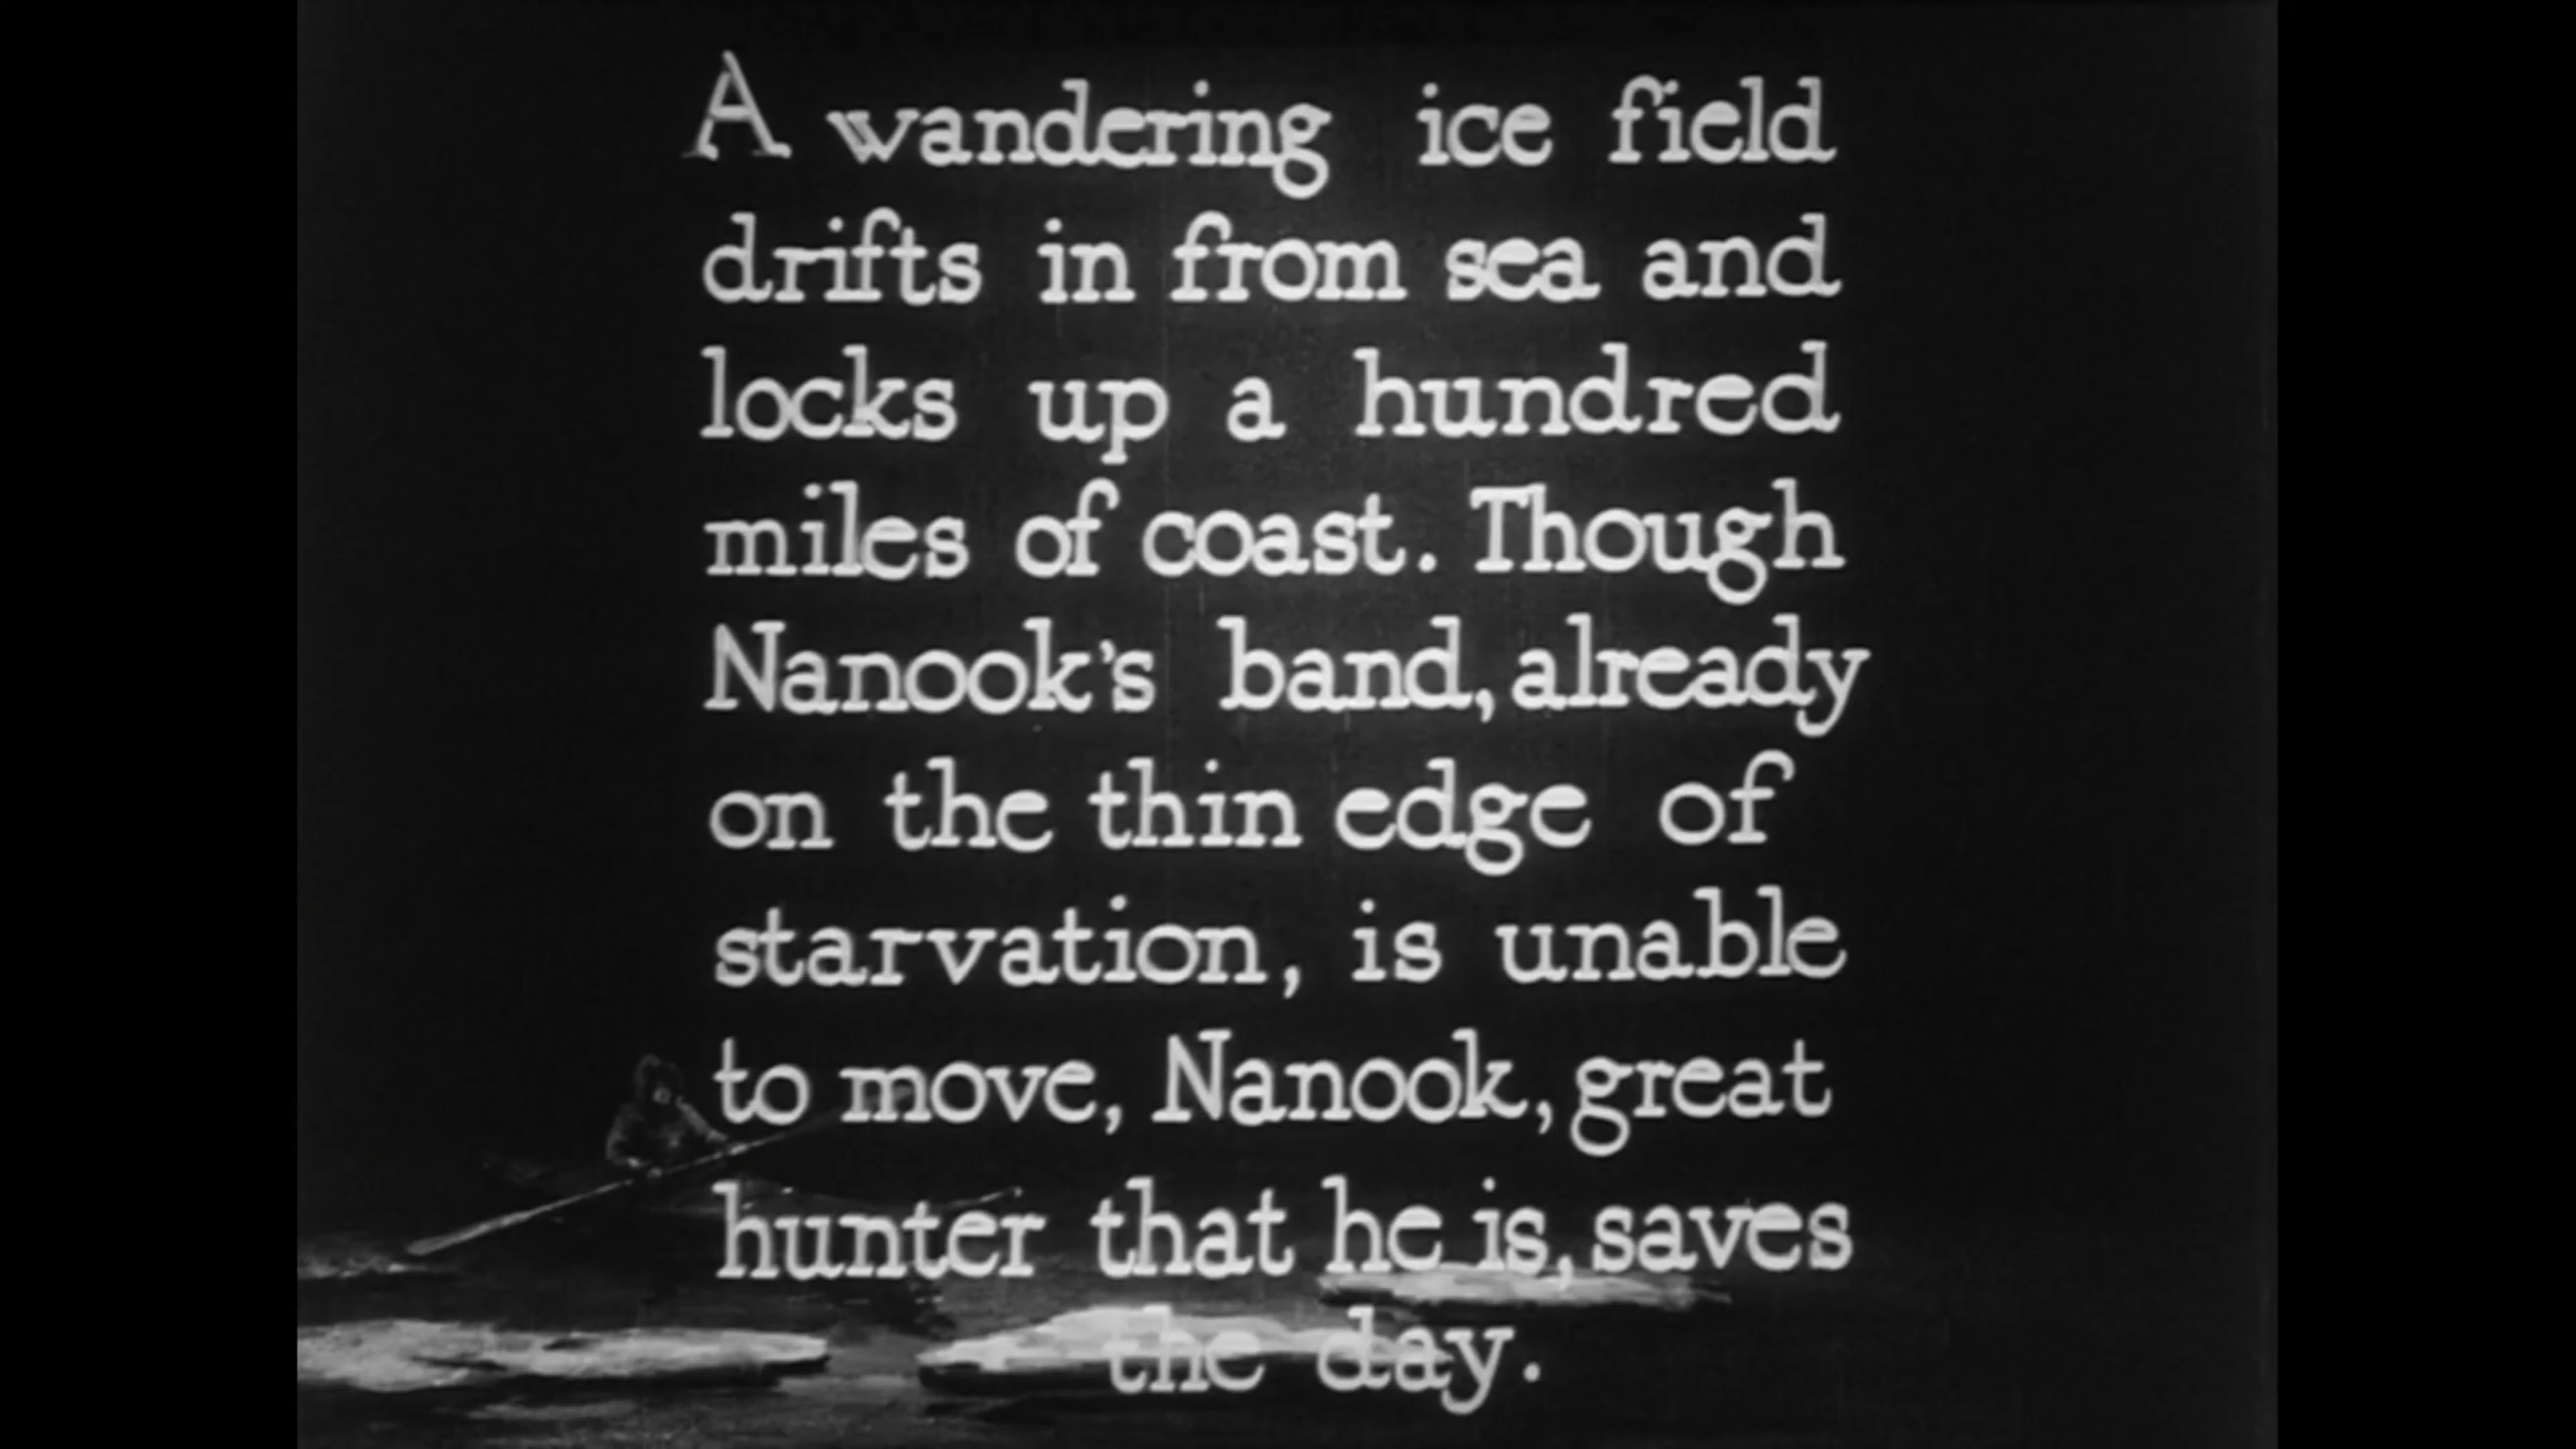 A wandering ice field
drifts in from sea and
locks up a hundred
miles of coast. Though
Nanook's band, already
on the thin edge of
starvation, is unable
to move, Nanook, great
hunter that he is, saves
the day.